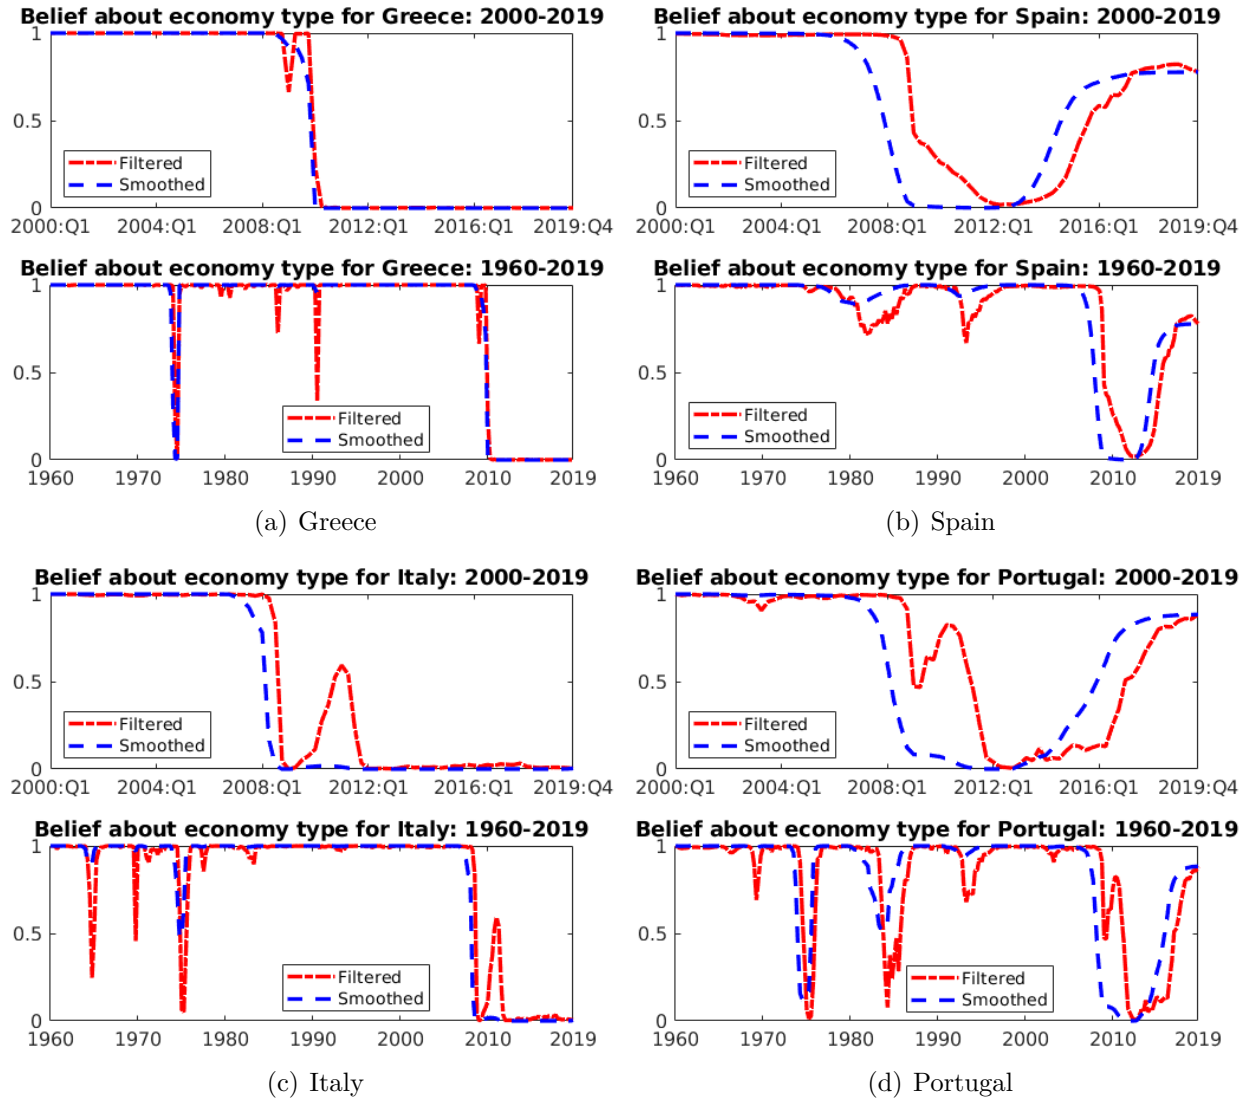 Belief about economy type for Greece: 2000-2019
1
0.5
0
Filtered
Smoothed
2000:Q1 2004:Q1 2008:Q1 2012:Q1 2016:Q1 2019:Q4
Belief about economy type for Greece: 1960-2019
1
0.5
0
Filtered
Smoothed
1960 1970 1980 1990 2000 2010 2019
(a) Greece
Belief about economy type for Spain: 2000-2019
1
0.5
0
Filtered
Smoothed
2000:Q1 2004:Q1 2008:Q1 2012:Q1 2016:Q1 2019:Q4
Belief about economy type for Spain: 1960-2019
1
0.5
0
Filtered
Smoothed
1960 1970 1980 1990 2000 2010 2019
(b) Spain
Belief about economy type for Italy: 2000-2019
1
0.5
0
Filtered
Smoothed
2000:Q1 2004:Q1 2008:Q1 2012:Q1 2016:Q1 2019:Q4
Belief about economy type for Italy: 1960-2019
1
0.5
0
Filtered
Smoothed
1960 1970 1980 1990 2000 2010 2019
(c) Italy
Belief about economy type for Portugal: 2000-2019
1
0.5
0
Filtered
Smoothed
2000:Q1 2004:Q1 2008:Q1 2012:Q1 2016:Q1 2019:Q4
Belief about economy type for Portugal: 1960-2019
1
0.5
0
Filtered
Smoothed
1960 1970 1980 1990 2000 2010 2019
(d) Portugal